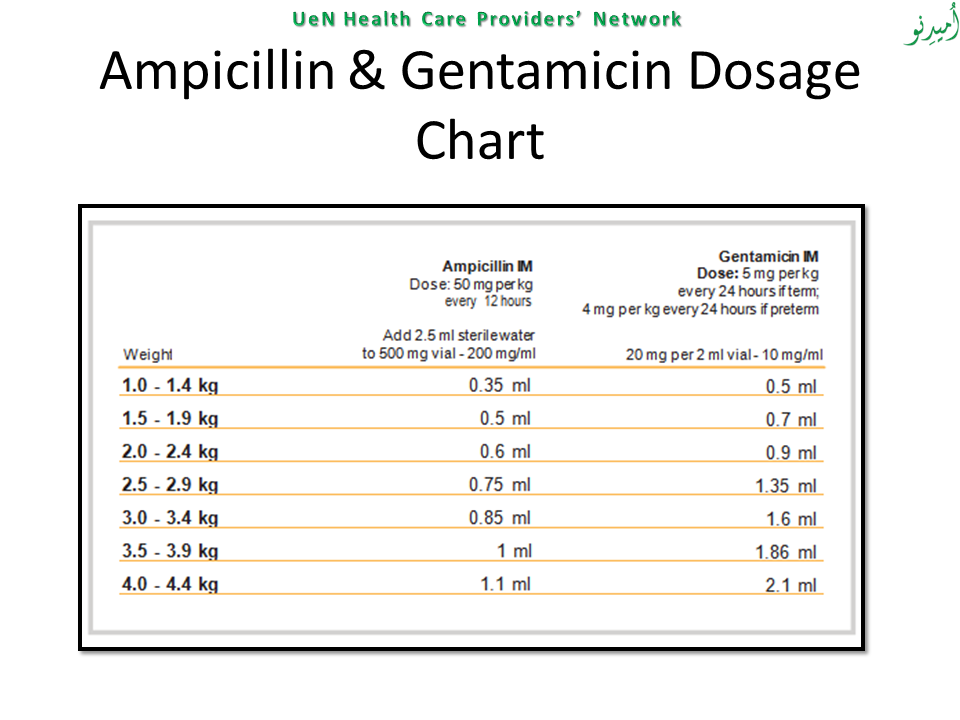 UeN Health Care Providers' Network
أُميدِنو
Ampicillin & Gentamicin Dosage
Chart
Ampicillin IM
Dose: 50 mg per kg
every 12 hours
Add 2.5 ml sterile water
to 500 mg vial - 200 mg/ml
Gentamicin IM
Dose: 5 mg per kg
every 24 hours if term;
4 mg per kg every 24 hours if preterm
20 mg per 2 ml vial - 10 mg/ml
Weight
1.0 - 1.4 kg 0.35 ml 0.5 ml
1.5 - 1.9 kg 0.5 ml 0.7 ml
2.0 - 2.4 kg 0.6 ml 0.9 ml
2.5 - 2.9 kg 0.75 ml 1.35 ml
3.0 - 3.4 kg 0.85 ml 1.6 ml
3.5 - 3.9 kg 1 ml 1.86 ml
4.0 - 4.4 kg 1.1 ml 2.1 ml